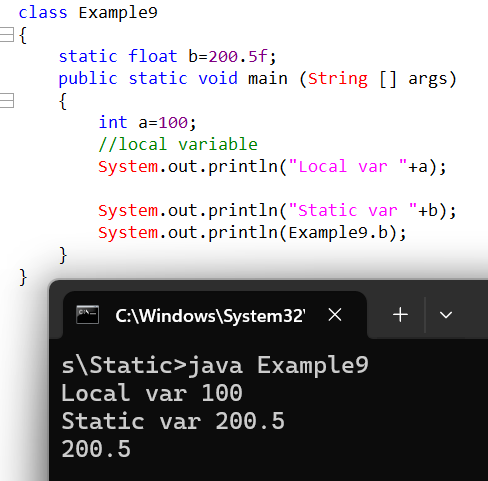 class Example9
{
static float b=200.5f;
public static void main (String [] args)
{
int a=100;
//local variable
System.out.println("Local var "+a);
System.out.println("Static var "+b);
System.out.println(Example9.b);
}
}
C:\Windows\System32\
s\Static>java Example9
Local var 100
Static var 200.5
200.5